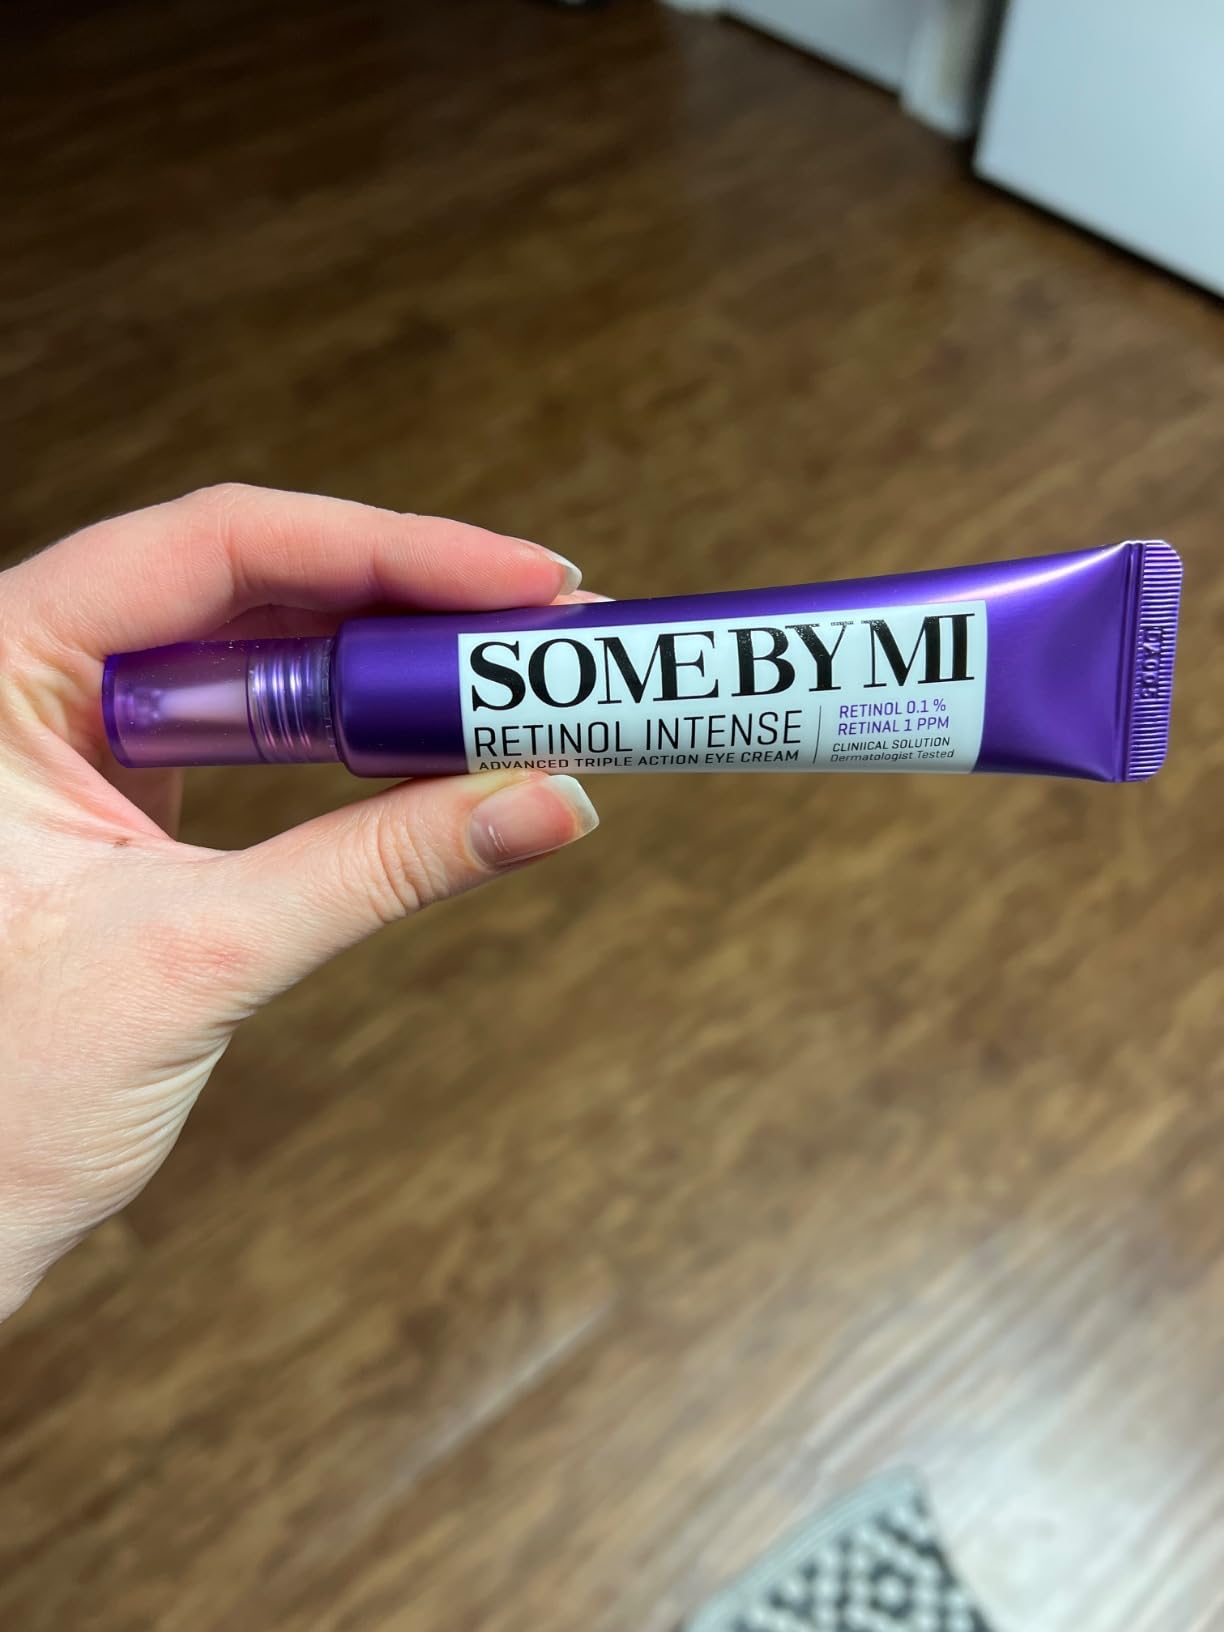 SOME BY MI
RETINOL INTENSE
ADVANCED TRIPLE ACTION EYE CREAM
RETINOL 0.1 %
RETINAL 1 PPM
CLINIICAL SOLUTION
Dermatologist Tested